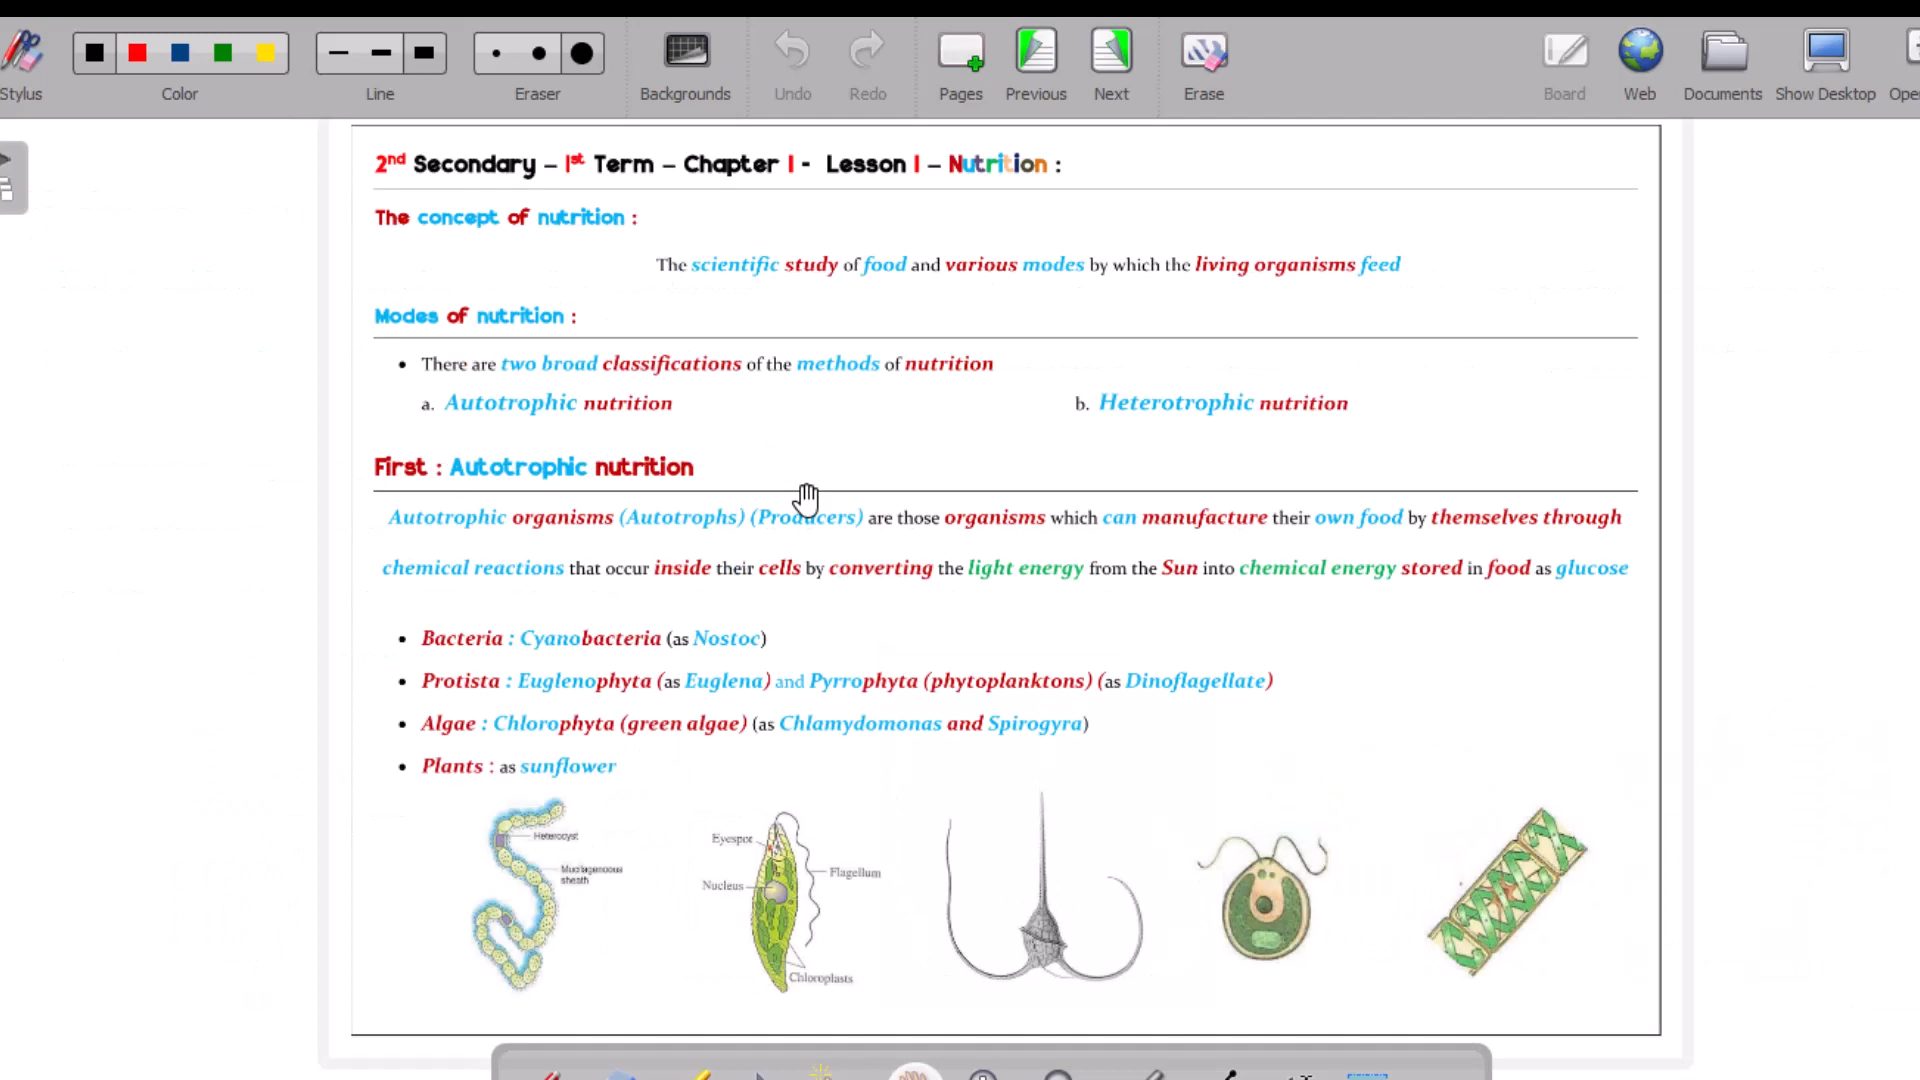 Stylus
Color
Line
Eraser
Backgrounds
Undo
Redo
Pages
Previous
Next
Erase
Board
Web
Documents
Show Desktop
2nd Secondary – 1st Term – Chapter 1 - Lesson 1 – Nutrition :
The concept of nutrition :
The scientific study of food and various modes by which the living organisms feed
Modes of nutrition :
• There are two broad classifications of the methods of nutrition
a. Autotrophic nutrition
b. Heterotrophic nutrition
First : Autotrophic nutrition
Autotrophic organisms (Autotrophs) (Producers) are those organisms which can manufacture their own food by themselves through
chemical reactions that occur inside their cells by converting the light energy from the Sun into chemical energy stored in food as glucose
• Bacteria : Cyanobacteria (as Nostoc)
• Protista : Euglenophyta (as Euglena) and Pyrrophyta (phytoplanktons) (as Dinoflagellate)
• Algae : Chlorophyta (green algae) (as Chlamydomonas and Spirogyra)
• Plants : as sunflower
Heterocyst
Mucilagenoous
sheath
Eyespot
Nucleus
Flagellum
Chloroplasts